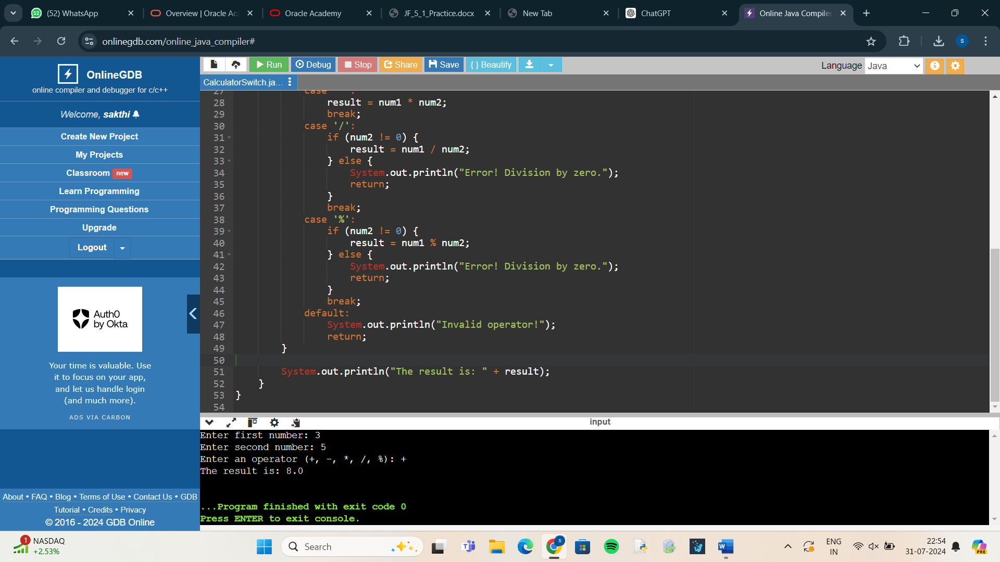 52 (52) WhatsApp
Overview | Oracle Aca
Oracle Academy
JF_5_1_Practice.docx
New Tab
ChatGPT
Online Java Compiler
onlinegdb.com/online_java_compiler#
S
OnlineGDB
online compiler and debugger for c/c++
Welcome, sakthi
Create New Project
My Projects
Classroom new
Learn Programming
Programming Questions
Upgrade
Logout
Auth0
by Okta
Your time is valuable. Use
it to focus on your app,
and let us handle login
(and much more).
ADS VIA CARBON
About • FAQ • Blog • Terms of Use • Contact Us • GDB
Tutorial • Credits • Privacy
© 2016 - 2024 GDB Online
Run Debug Stop Share Save { } Beautify
Language Java
CalculatorSwitch.ja...
27 case :
28 result = num1 * num2;
29 break;
30 case '/':
31 if (num2 != 0) {
32 result = num1 / num2;
33 } else {
34 System.out.println("Error! Division by zero.");
35 return;
36 }
37 break;
38 case '%':
39 if (num2 != 0) {
40 result = num1 % num2;
41 } else {
42 System.out.println("Error! Division by zero.");
43 return;
44 }
45 break;
46 default:
47 System.out.println("Invalid operator!");
48 return;
49 }
50
51 System.out.println("The result is: " + result);
52 }
53 }
54
input
Enter first number: 3
Enter second number: 5
Enter an operator (+, -, *, /, %): +
The result is: 8.0
...Program finished with exit code 0
Press ENTER to exit console.
1 NASDAQ
+2.53%
Search
ENG
IN
22:54
31-07-2024
PRE